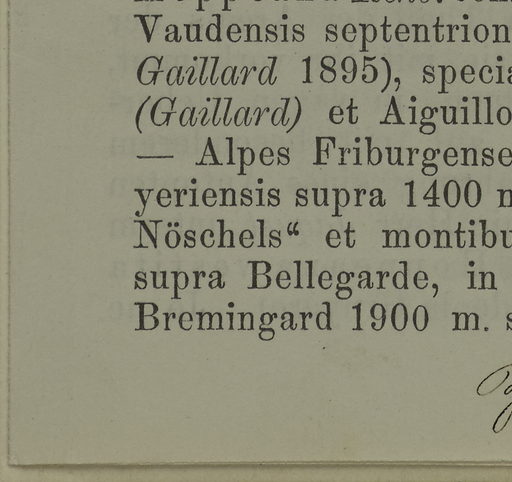 Vaudensis septentrion
Gaillard 1895), specia
(Gaillard) et Aiguillo
— Alpes Friburgense
yeriensis supra 1400 m
Nöschels“ et montibu
supra Bellegarde, in
Bremingard 1900 m. s